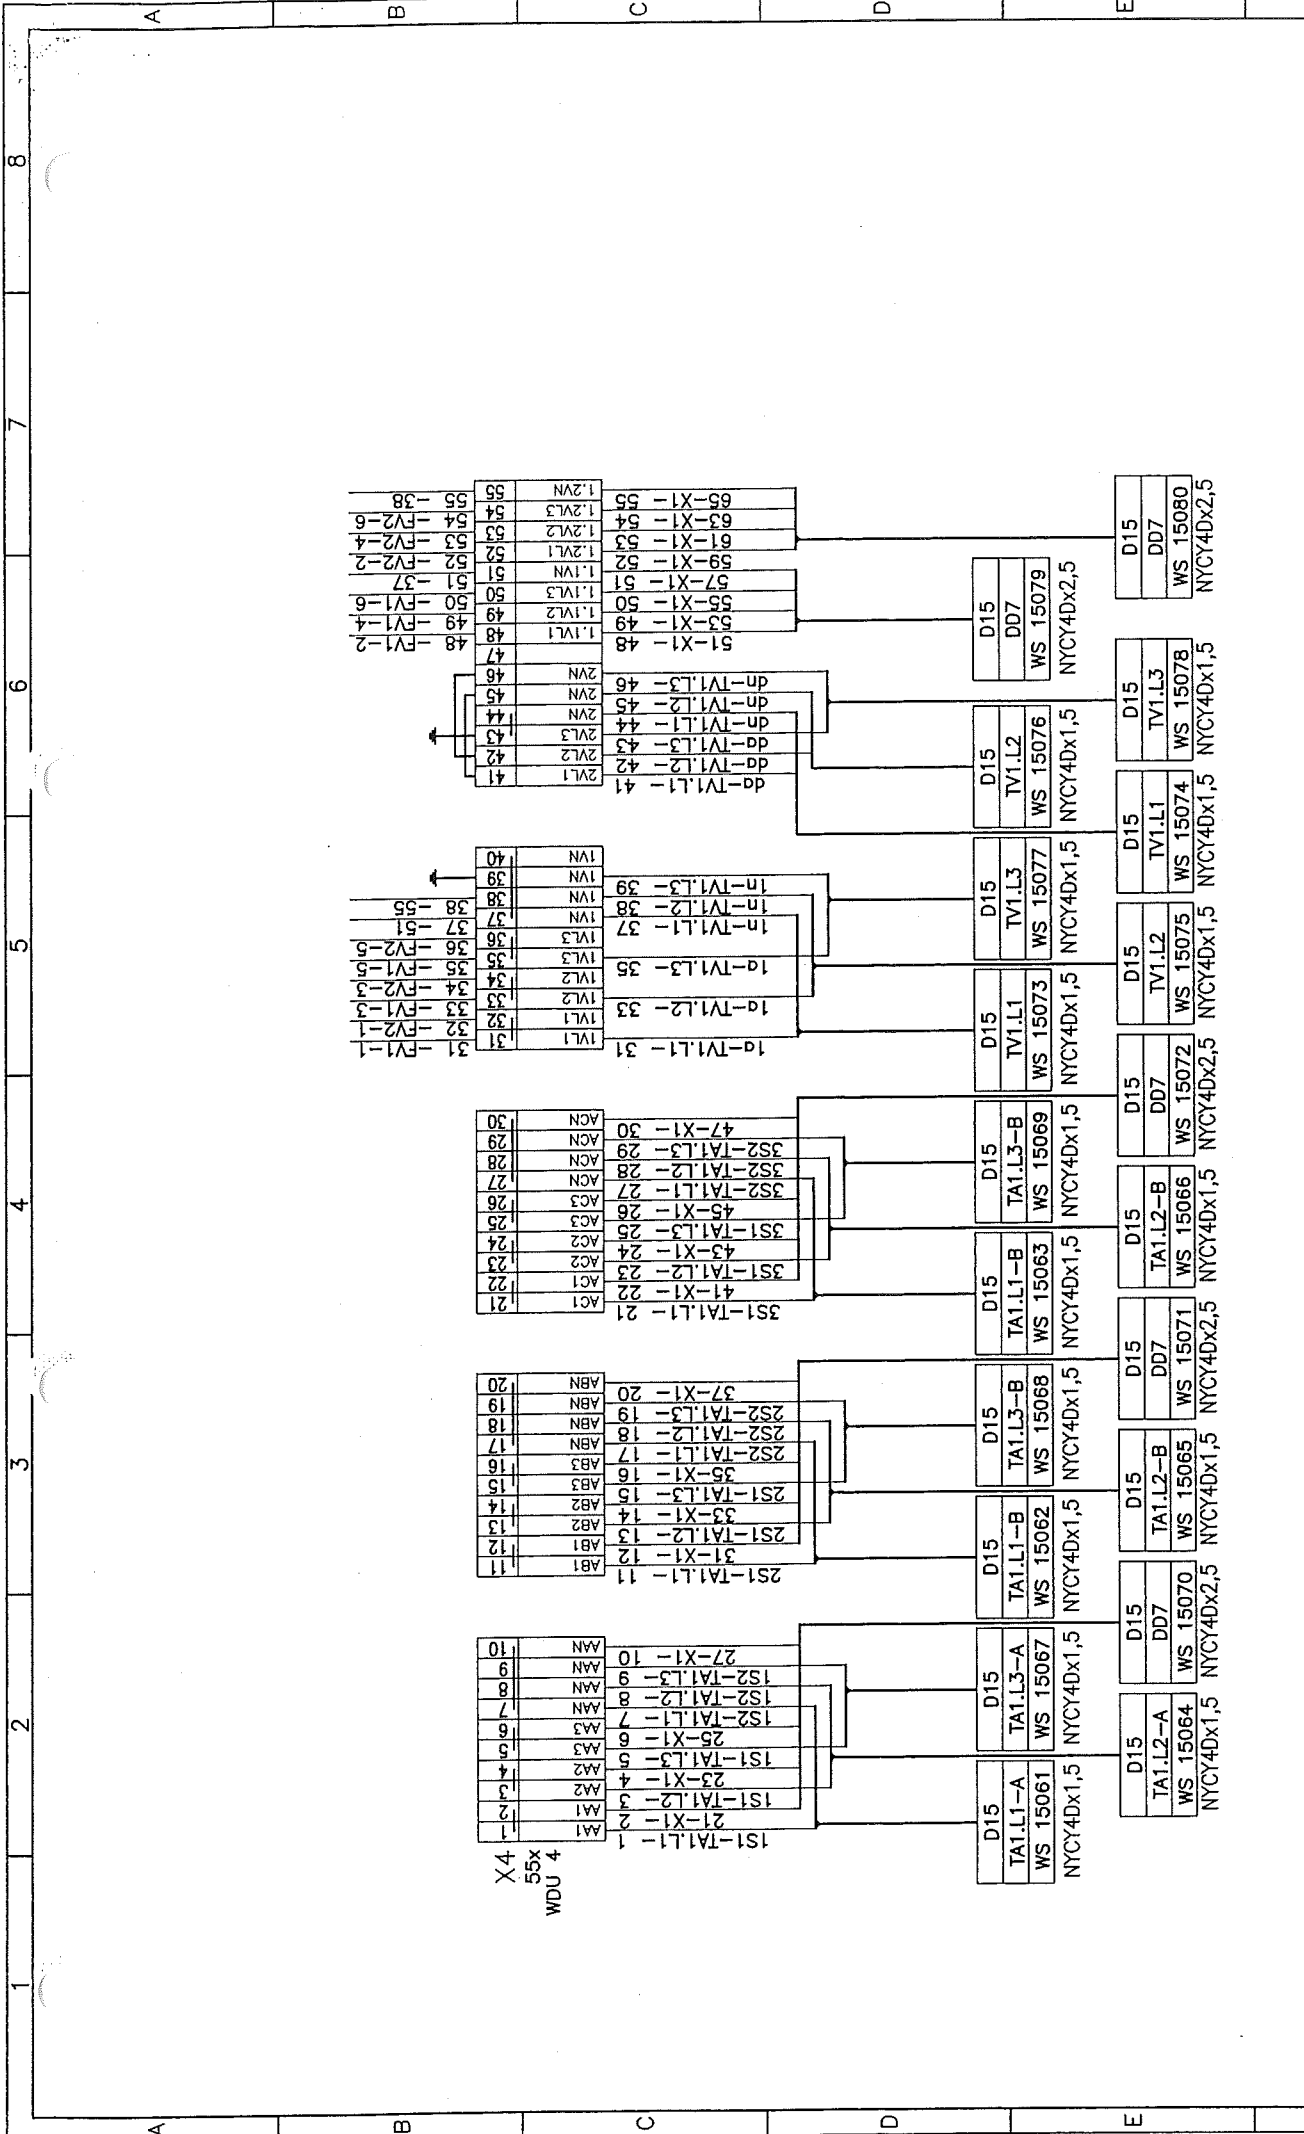 1 2 3 4 5 6 7 8
A
B
C
D
E
X4
55x
WDU 4
1 AA1
2 AA1
3 AA2
4 AA2
5 AA3
6 AA3
7 AAN
8 AAN
9 AAN
10 AAN
1S1-TA1.L1- 1
21-X1- 2
1S1-TA1.L2- 3
23-X1- 4
1S1-TA1.L3- 5
25-X1- 6
1S2-TA1.L1- 7
1S2-TA1.L2- 8
1S2-TA1.L3- 9
27-X1- 10
11 AB1
12 AB1
13 AB2
14 AB2
15 AB3
16 AB3
17 ABN
18 ABN
19 ABN
20 ABN
2S1-TA1.L1- 11
31-X1- 12
2S1-TA1.L2- 13
33-X1- 14
2S1-TA1.L3- 15
35-X1- 16
2S2-TA1.L1- 17
2S2-TA1.L2- 18
2S2-TA1.L3- 19
37-X1- 20
21 AC1
22 AC1
23 AC2
24 AC2
25 AC3
26 AC3
27 ACN
28 ACN
29 ACN
30 ACN
3S1-TA1.L1- 21
41-X1- 22
3S1-TA1.L2- 23
43-X1- 24
3S1-TA1.L3- 25
45-X1- 26
3S2-TA1.L1- 27
3S2-TA1.L2- 28
3S2-TA1.L3- 29
47-X1- 30
31 -FV1-1
32 -FV2-1
33 -FV1-3
34 -FV2-3
35 -FV1-5
36 -FV2-5
37 -51
38 -55
31 1VL1
32 1VL1
33 1VL2
34 1VL2
35 1VL3
36 1VL3
37 1VN
38 1VN
39 1VN
40 1VN
1a-TV1.L1- 31
1a-TV1.L2- 33
1a-TV1.L3- 35
1n-TV1.L1- 37
1n-TV1.L2- 38
1n-TV1.L3- 39
41 2VL1
42 2VL2
43 2VL3
44 2VN
45 2VN
46 2VN
47
da-TV1.L1- 41
da-TV1.L2- 42
da-TV1.L3- 43
dn-TV1.L1- 44
dn-TV1.L2- 45
dn-TV1.L3- 46
48 -FV1-2
49 -FV1-4
50 -FV1-6
51 -37
52 -FV2-2
53 -FV2-4
54 -FV2-6
55 -38
48 1.1VL1
49 1.1VL2
50 1.1VL3
51 1.1VN
52 1.2VL1
53 1.2VL2
54 1.2VL3
55 1.2VN
51-X1- 48
53-X1- 49
55-X1- 50
57-X1- 51
59-X1- 52
61-X1- 53
63-X1- 54
65-X1- 55
D15
TA1.L1-A
WS 15061
NYCY4Dx1,5
D15
TA1.L3-A
WS 15067
NYCY4Dx1,5
D15
TA1.L1-B
WS 15062
NYCY4Dx1,5
D15
TA1.L3-B
WS 15068
NYCY4Dx1,5
D15
TA1.L1-B
WS 15063
NYCY4Dx1,5
D15
TA1.L3-B
WS 15069
NYCY4Dx1,5
D15
TV1.L1
WS 15073
NYCY4Dx1,5
D15
TV1.L3
WS 15077
NYCY4Dx1,5
D15
TV1.L2
WS 15076
NYCY4Dx1,5
D15
DD7
WS 15079
NYCY4Dx2,5
D15
TA1.L2-A
WS 15064
NYCY4Dx1,5
D15
DD7
WS 15070
NYCY4Dx2,5
D15
TA1.L2-B
WS 15065
NYCY4Dx1,5
D15
DD7
WS 15071
NYCY4Dx2,5
D15
TA1.L2-B
WS 15066
NYCY4Dx1,5
D15
DD7
WS 15072
NYCY4Dx2,5
D15
TV1.L2
WS 15075
NYCY4Dx1,5
D15
TV1.L1
WS 15074
NYCY4Dx1,5
D15
TV1.L3
WS 15078
NYCY4Dx1,5
D15
DD7
WS 15080
NYCY4Dx2,5
A
B
C
D
E